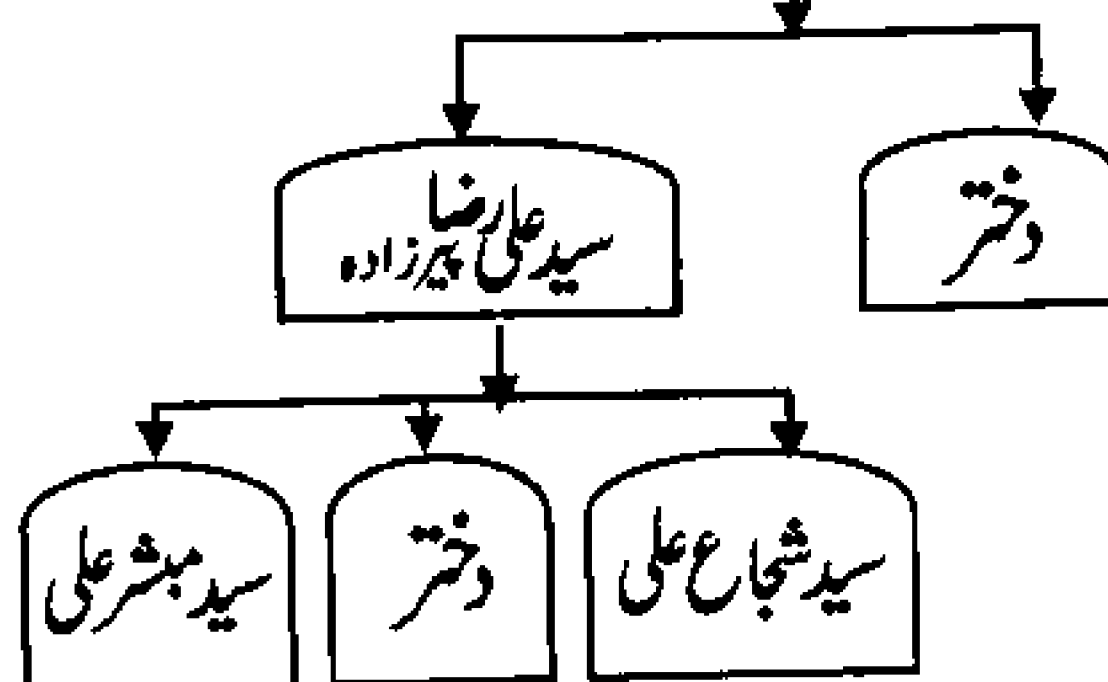 دختر
سید علی رضا
پیرزادہ
سید شجاع علی
دختر
سید مبشر علی